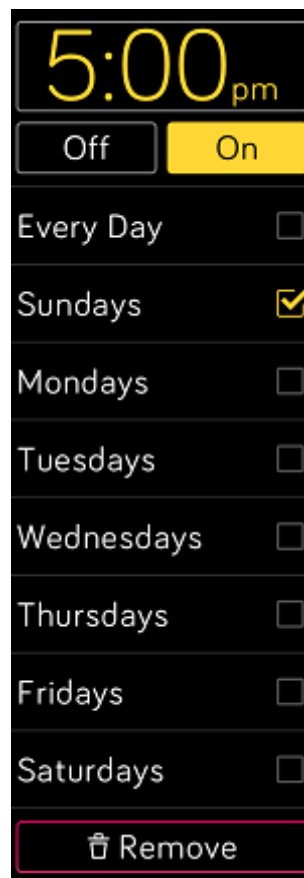 5:00pm
Off On
Every Day
Sundays
Mondays
Tuesdays
Wednesdays
Thursdays
Fridays
Saturdays
Remove